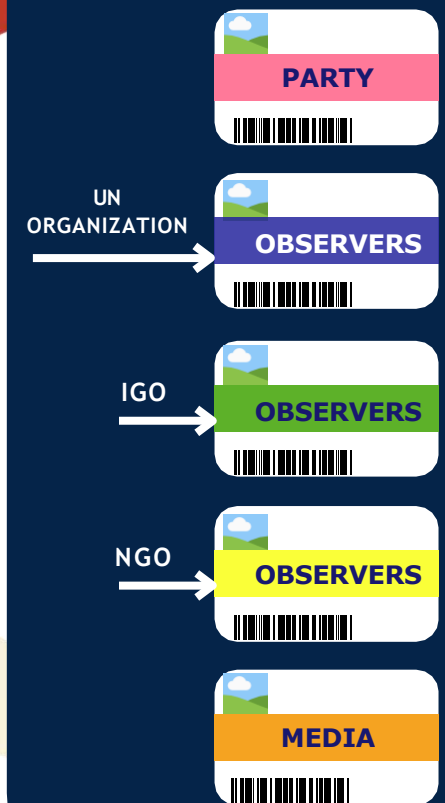 PARTY
UN
ORGANIZATION
OBSERVERS
IGO
OBSERVERS
NGO
OBSERVERS
MEDIA